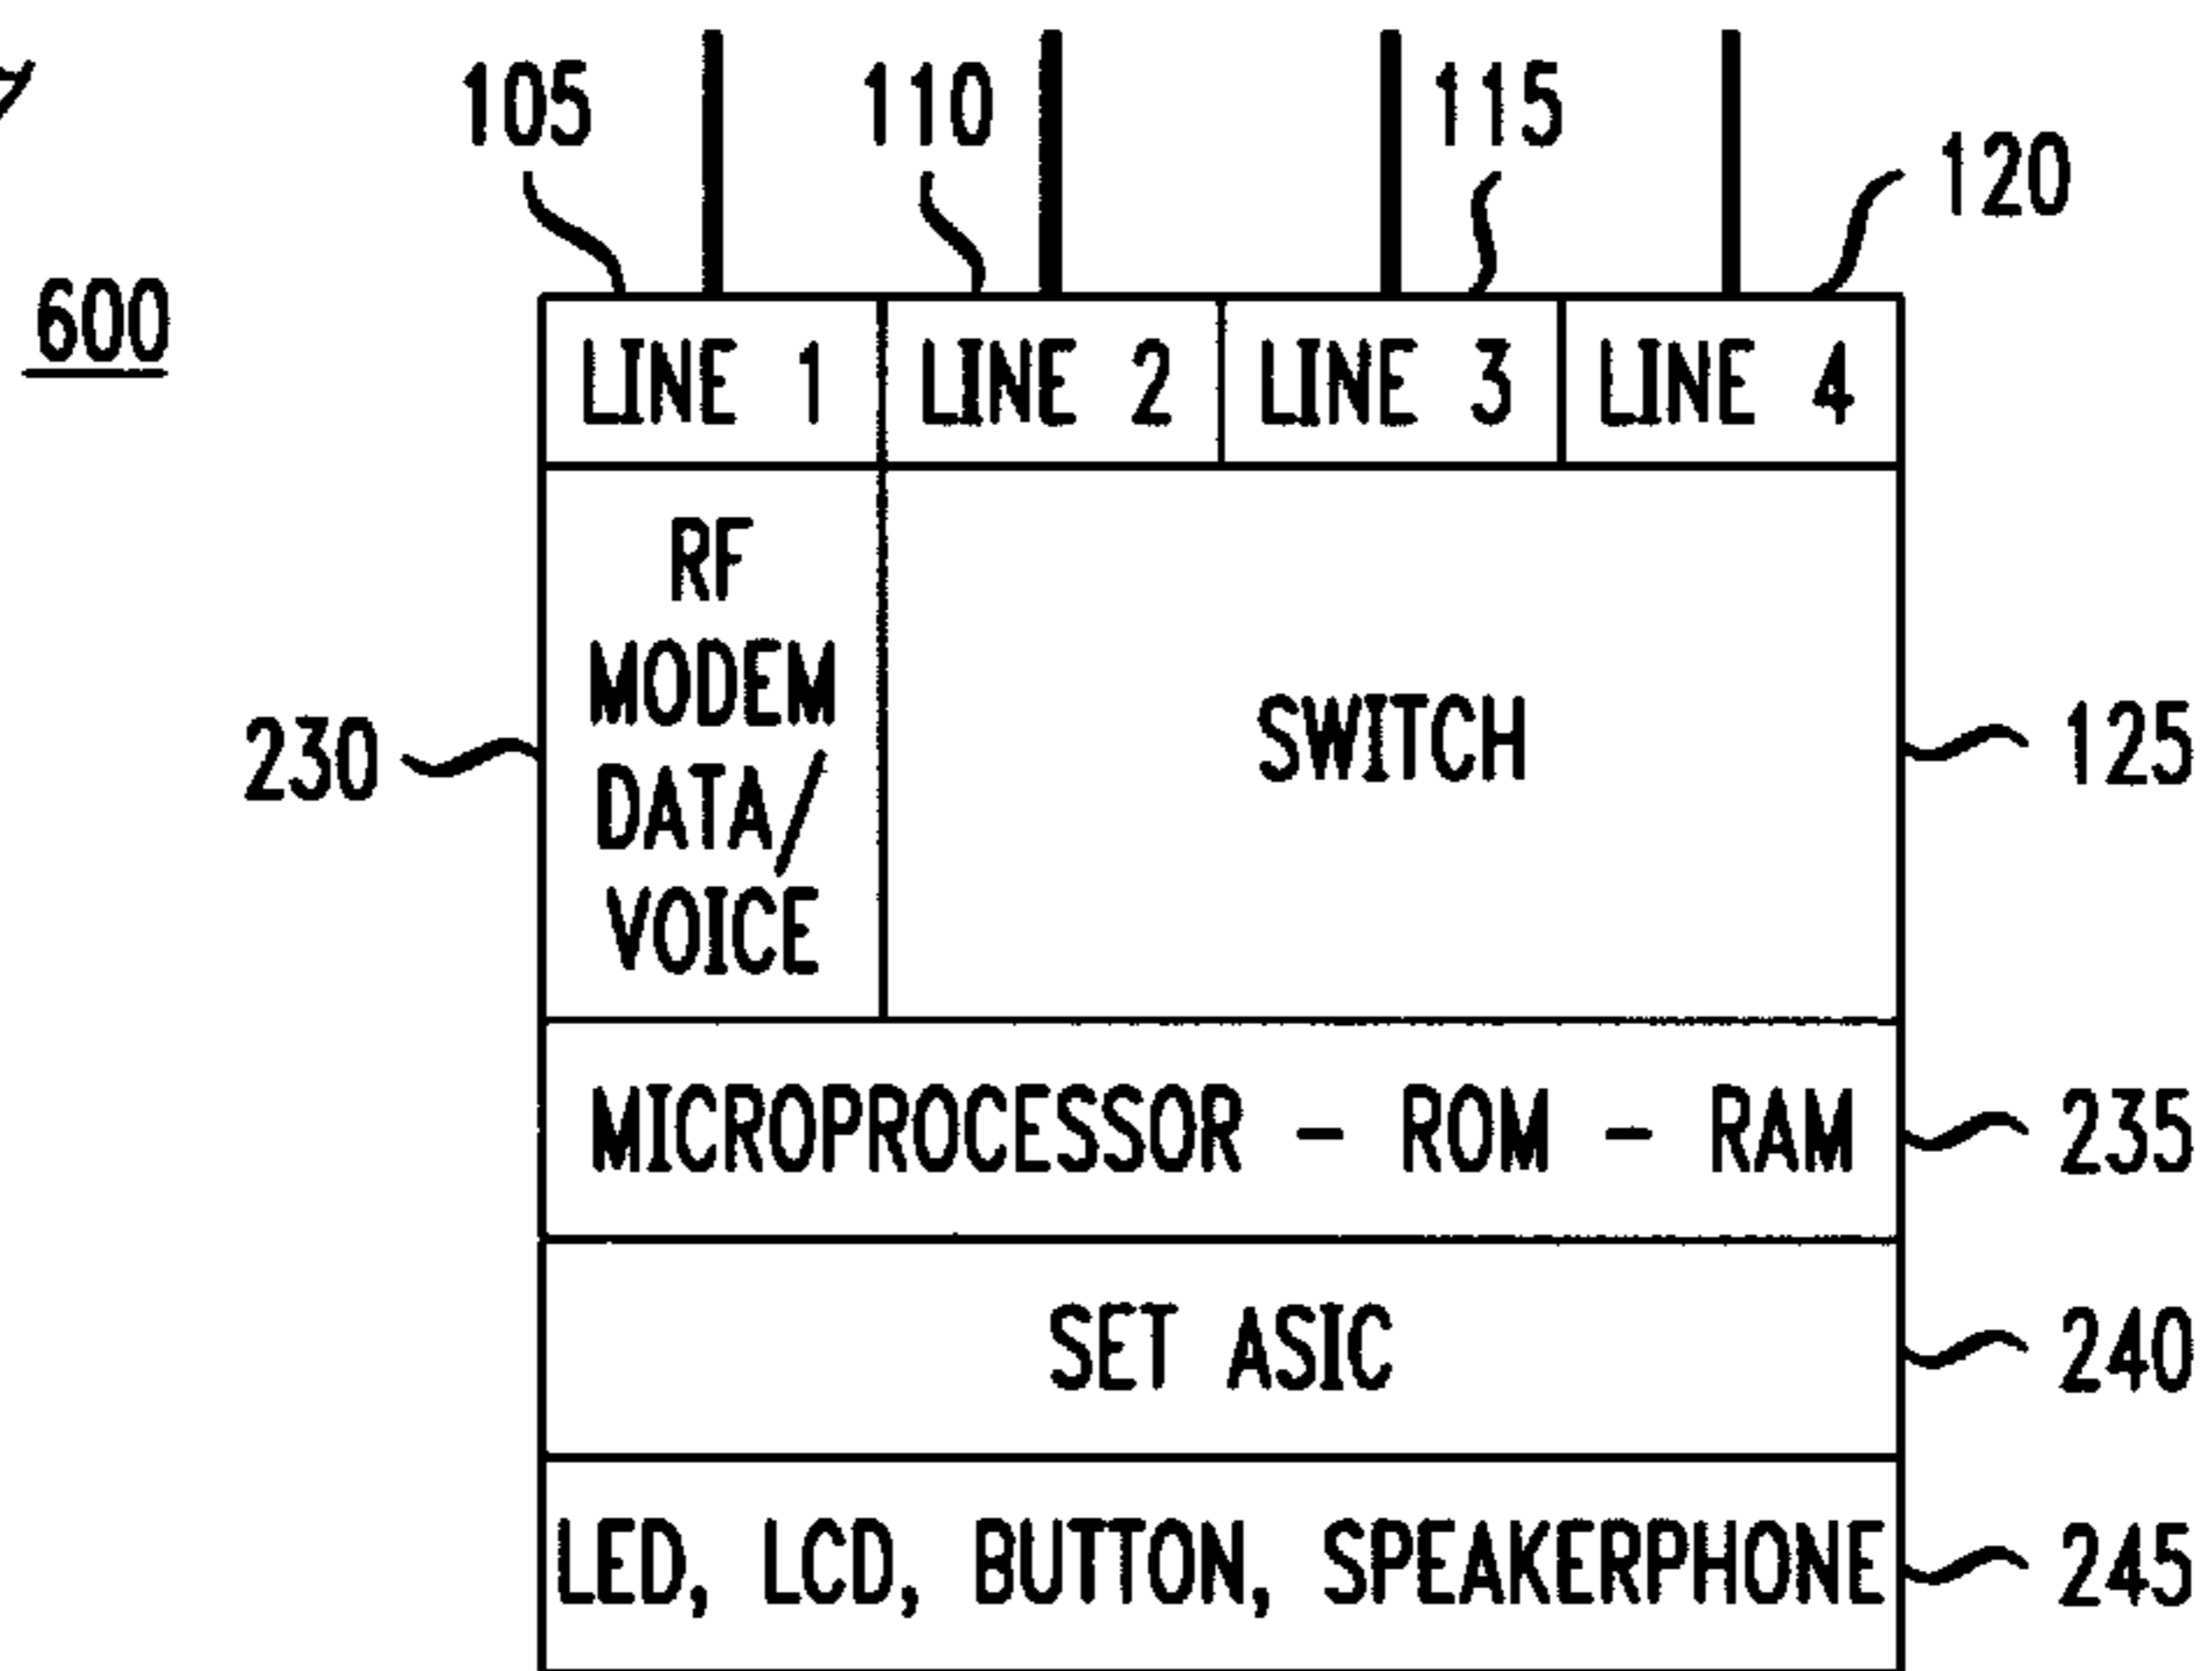 105
110
115
120
600
LINE 1
LINE 2
LINE 3
LINE 4
RF
MODEM
DATA/
VOICE
230
SWITCH
125
MICROPROCESSOR - ROM - RAM
235
SET ASIC
240
LED, LCD, BUTTON, SPEAKERPHONE
245